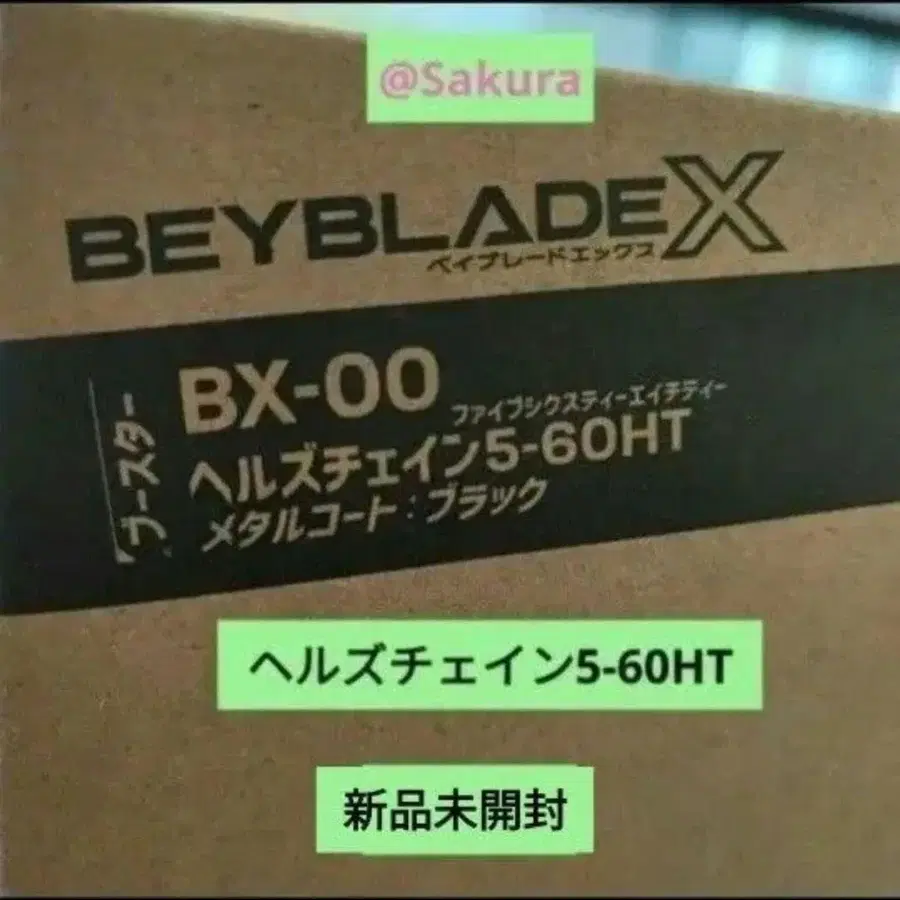 @Sakura
BEYBLADE X
ベイブレードエックス
ブースター
BX-00
ファイブシクスティーエイチティー
ヘルズチェイン5-60HT
メタルコート:ブラック
ヘルズチェイン5-60HT
新品未開封